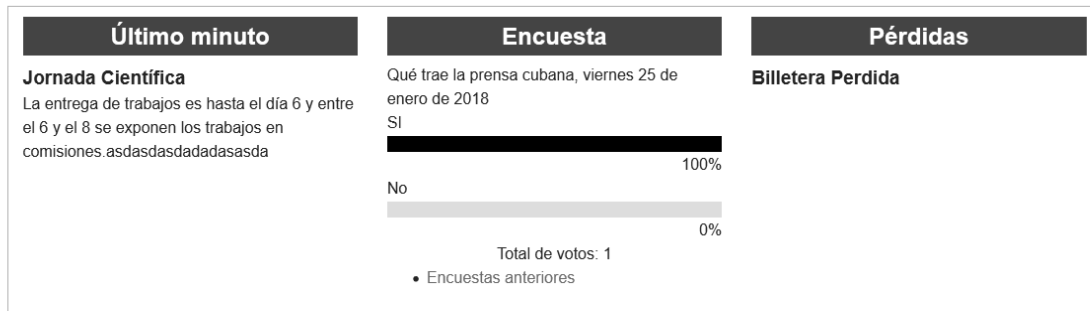 Último minuto
Jornada Científica
La entrega de trabajos es hasta el día 6 y entre
el 6 y el 8 se exponen los trabajos en
comisiones.asdasdasdadadasasda
Encuesta
Qué trae la prensa cubana, viernes 25 de
enero de 2018
SI
100%
No
0%
Total de votos: 1
Encuestas anteriores
Pérdidas
Billetera Perdida